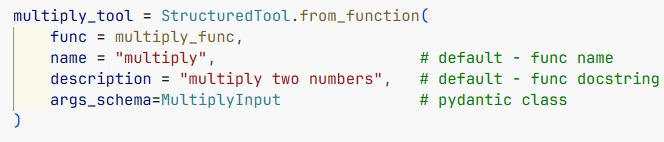 multiply_tool = StructuredTool.from_function(
    func = multiply_func,
    name = "multiply",                      # default - func name
    description = "multiply two numbers",   # default - func docstring
    args_schema=MultiplyInput               # pydantic class
)